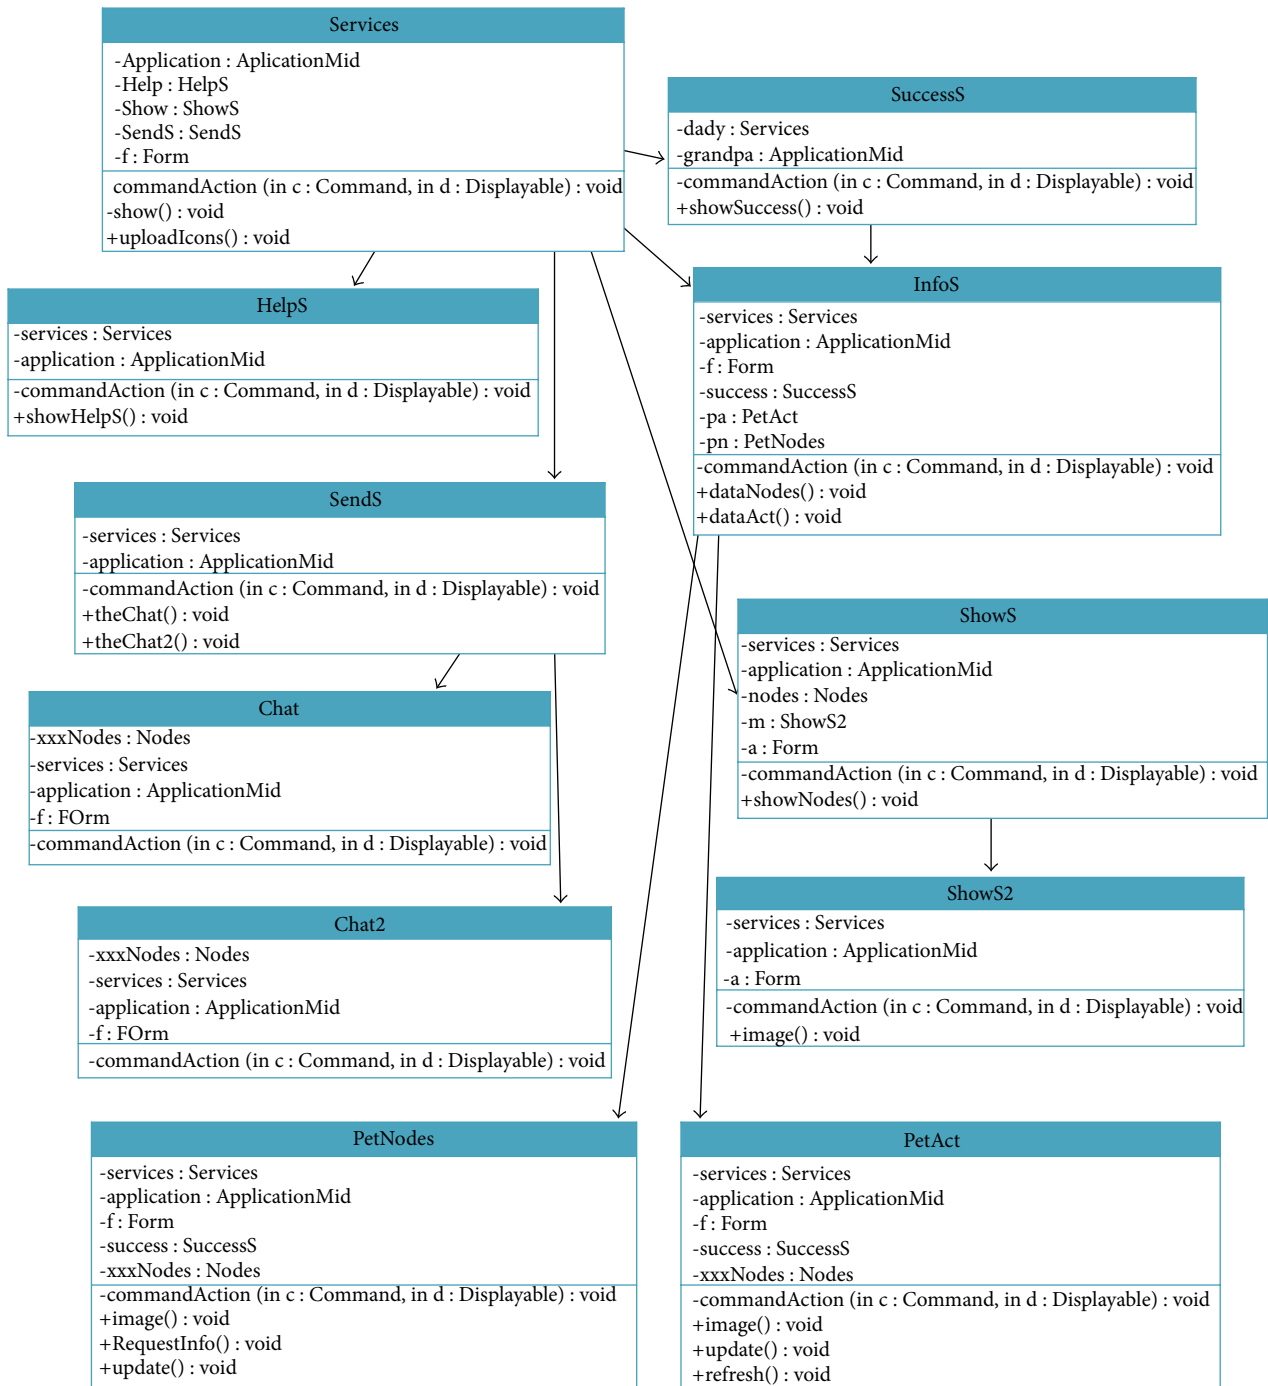 Services
-Application : AplicationMid
-Help : HelpS
-Show : ShowS
-SendS : SendS
-f : Form
commandAction (in c : Command, in d : Displayable) : void
-show() : void
+uploadIcons() : void
SuccessS
-dady : Services
-grandpa : ApplicationMid
-commandAction (in c : Command, in d : Displayable) : void
+showSuccess() : void
HelpS
-services : Services
-application : ApplicationMid
-commandAction (in c : Command, in d : Displayable) : void
+showHelpS() : void
InfoS
-services : Services
-application : ApplicationMid
-f : Form
-success : SuccessS
-pa : PetAct
-pn : PetNodes
-commandAction (in c : Command, in d : Displayable) : void
+dataNodes() : void
+dataAct() : void
SendS
-services : Services
-application : ApplicationMid
-commandAction (in c : Command, in d : Displayable) : void
+theChat() : void
+theChat2() : void
ShowS
-services : Services
-application : ApplicationMid
-nodes : Nodes
-m : ShowS2
-a : Form
-commandAction (in c : Command, in d : Displayable) : void
+showNodes() : void
Chat
-xxxNodes : Nodes
-services : Services
-application : ApplicationMid
-f : FOrm
-commandAction (in c : Command, in d : Displayable) : void
ShowS2
-services : Services
-application : ApplicationMid
-a : Form
-commandAction (in c : Command, in d : Displayable) : void
+image() : void
Chat2
-xxxNodes : Nodes
-services : Services
-application : ApplicationMid
-f : FOrm
-commandAction (in c : Command, in d : Displayable) : void
PetNodes
-services : Services
-application : ApplicationMid
-f : Form
-success : SuccessS
-xxxNodes : Nodes
-commandAction (in c : Command, in d : Displayable) : void
+image() : void
+RequestInfo() : void
+update() : void
PetAct
-services : Services
-application : ApplicationMid
-f : Form
-success : SuccessS
-xxxNodes : Nodes
-commandAction (in c : Command, in d : Displayable) : void
+image() : void
+update() : void
+refresh() : void